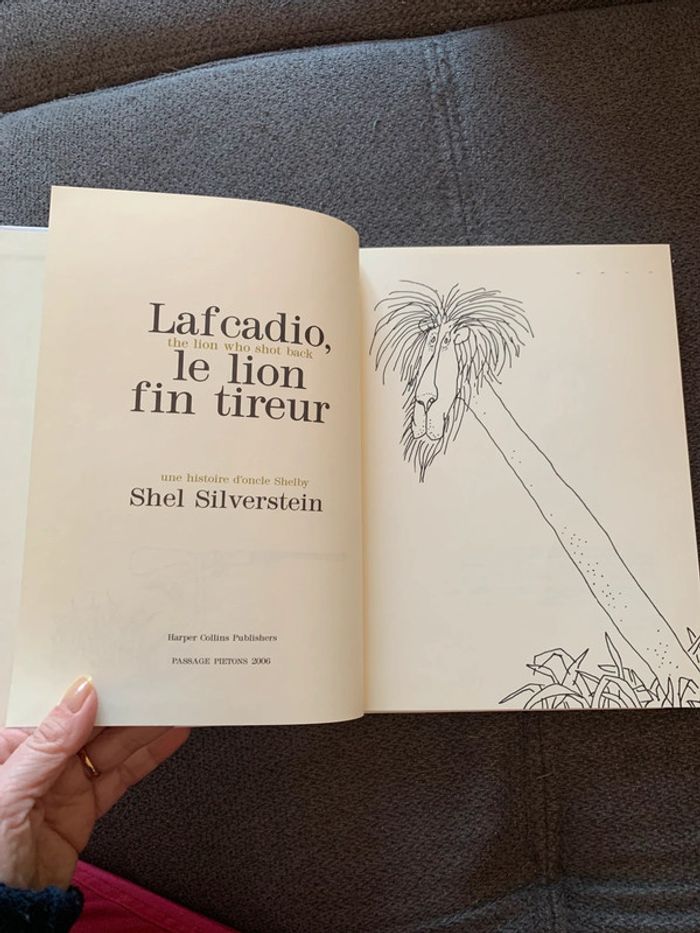 Lafcadio,
the lion who shot back
le lion
fin tireur
une histoire d'oncle Shelby
Shel Silverstein
Harper Collins Publishers
PASSAGE PIETONS 2006